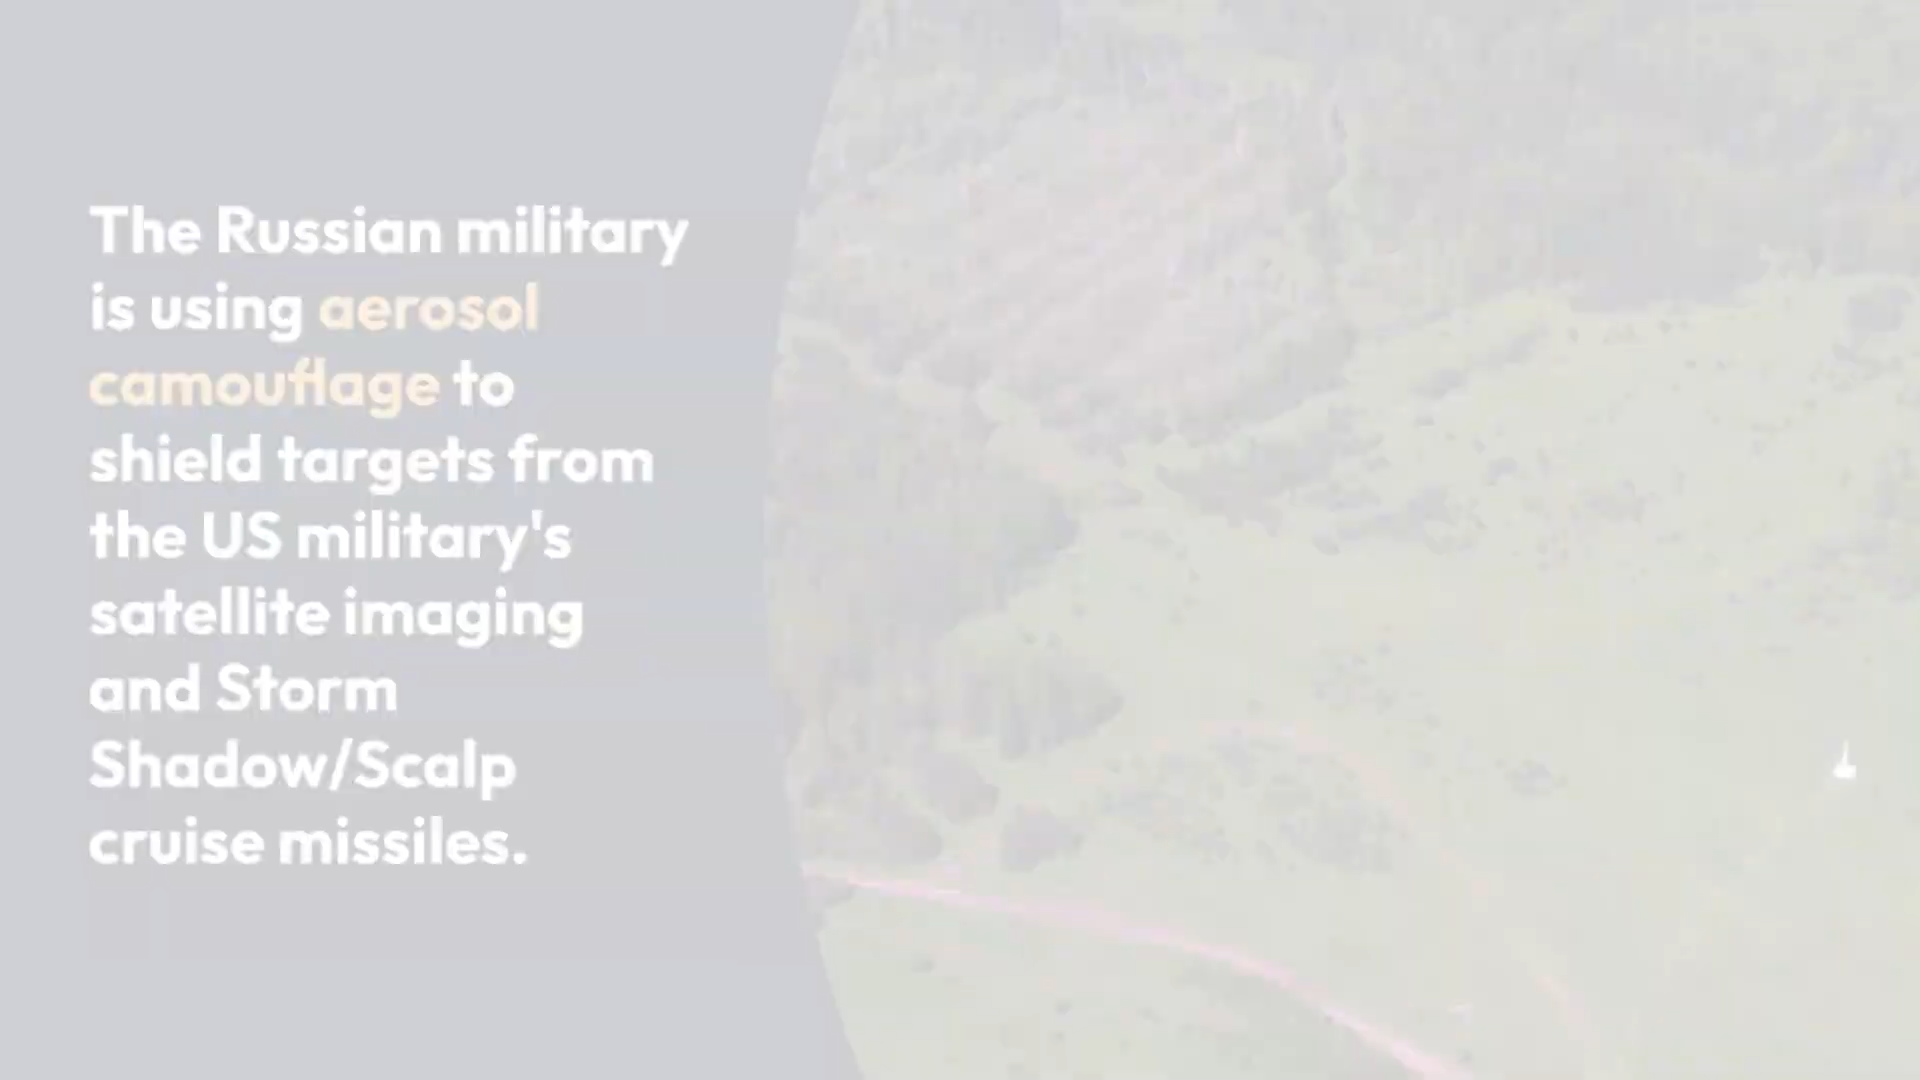 The Russian military
is using aerosol
camouflage to
shield targets from
the US military's
satellite imaging
and Storm
Shadow/Scalp
cruise missiles.